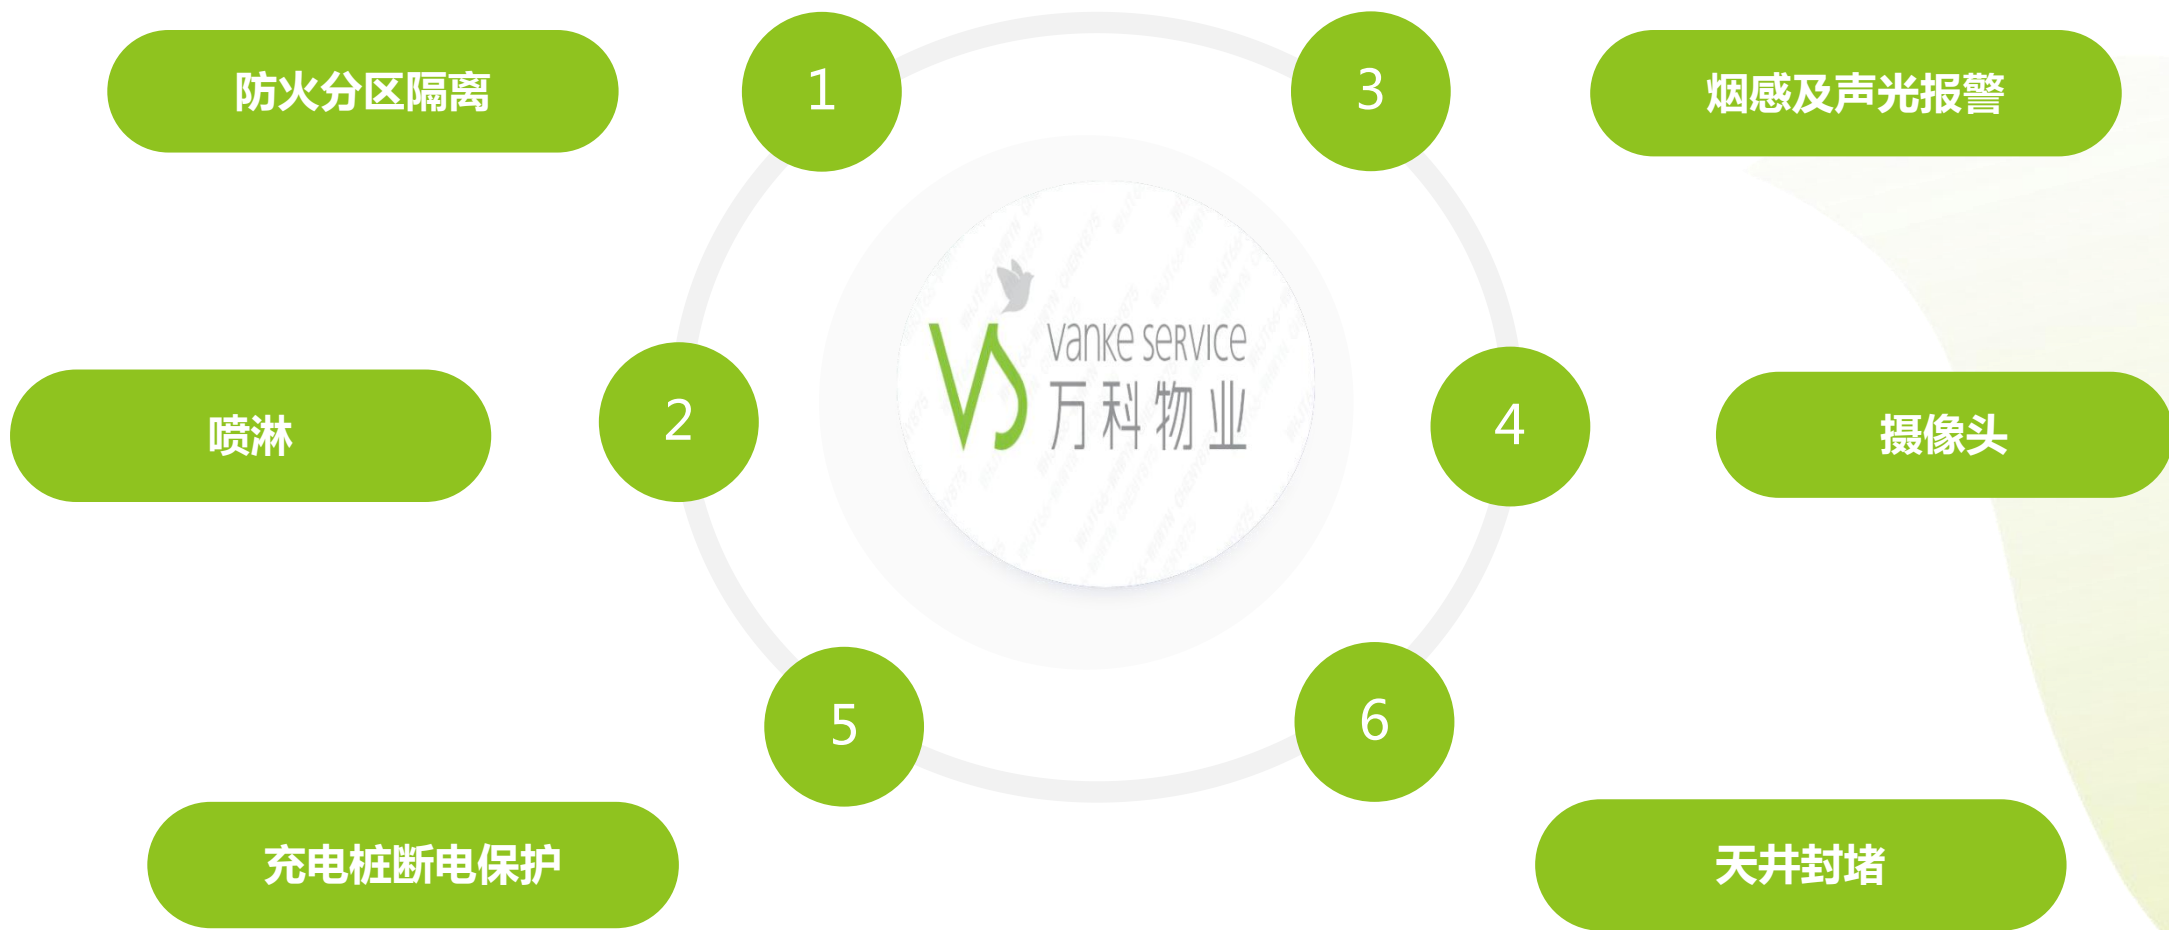 防火分区隔离
1
3
烟感及声光报警
喷淋
2
vanke service
万科物业
4
摄像头
5
6
充电桩断电保护
天井封堵